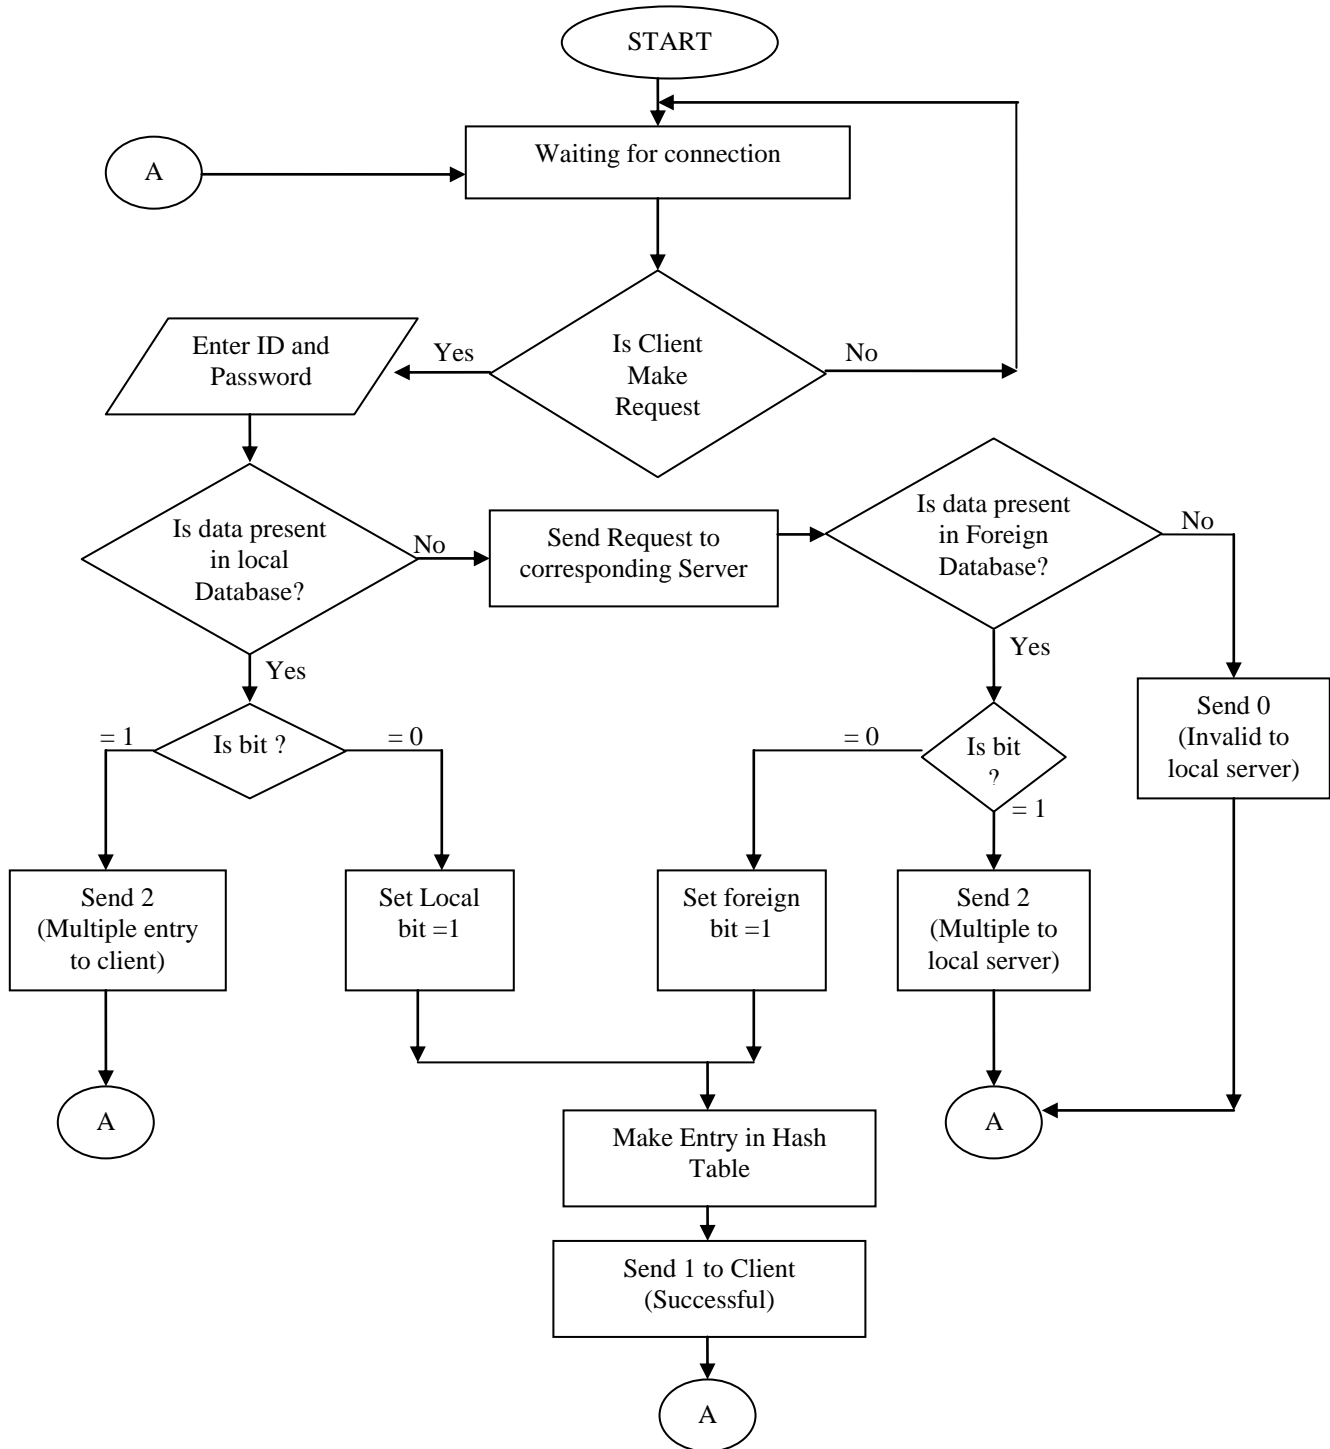 START
A
Waiting for connection
Enter ID and
Password
Yes
Is Client
Make
Request
No
Is data present
in local
Database?
No
Send Request to
corresponding Server
Is data present
in Foreign
Database?
No
Yes
Yes
Send 0
(Invalid to
local server)
= 1
Is bit ?
= 0
= 0
Is bit
?
= 1
Send 2
(Multiple entry
to client)
Set Local
bit =1
Set foreign
bit =1
Send 2
(Multiple to
local server)
A
A
Make Entry in Hash
Table
Send 1 to Client
(Successful)
A